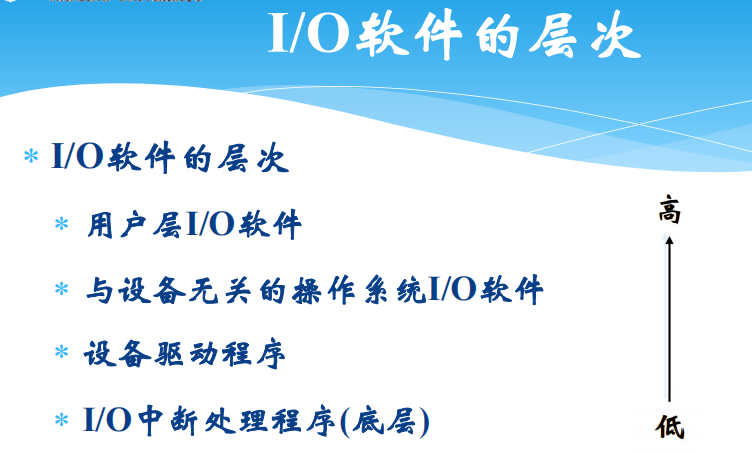 I/O软件的层次
* I/O软件的层次
* 用户层I/O软件
* 与设备无关的操作系统I/O软件
* 设备驱动程序
* I/O中断处理程序(底层)
高
低